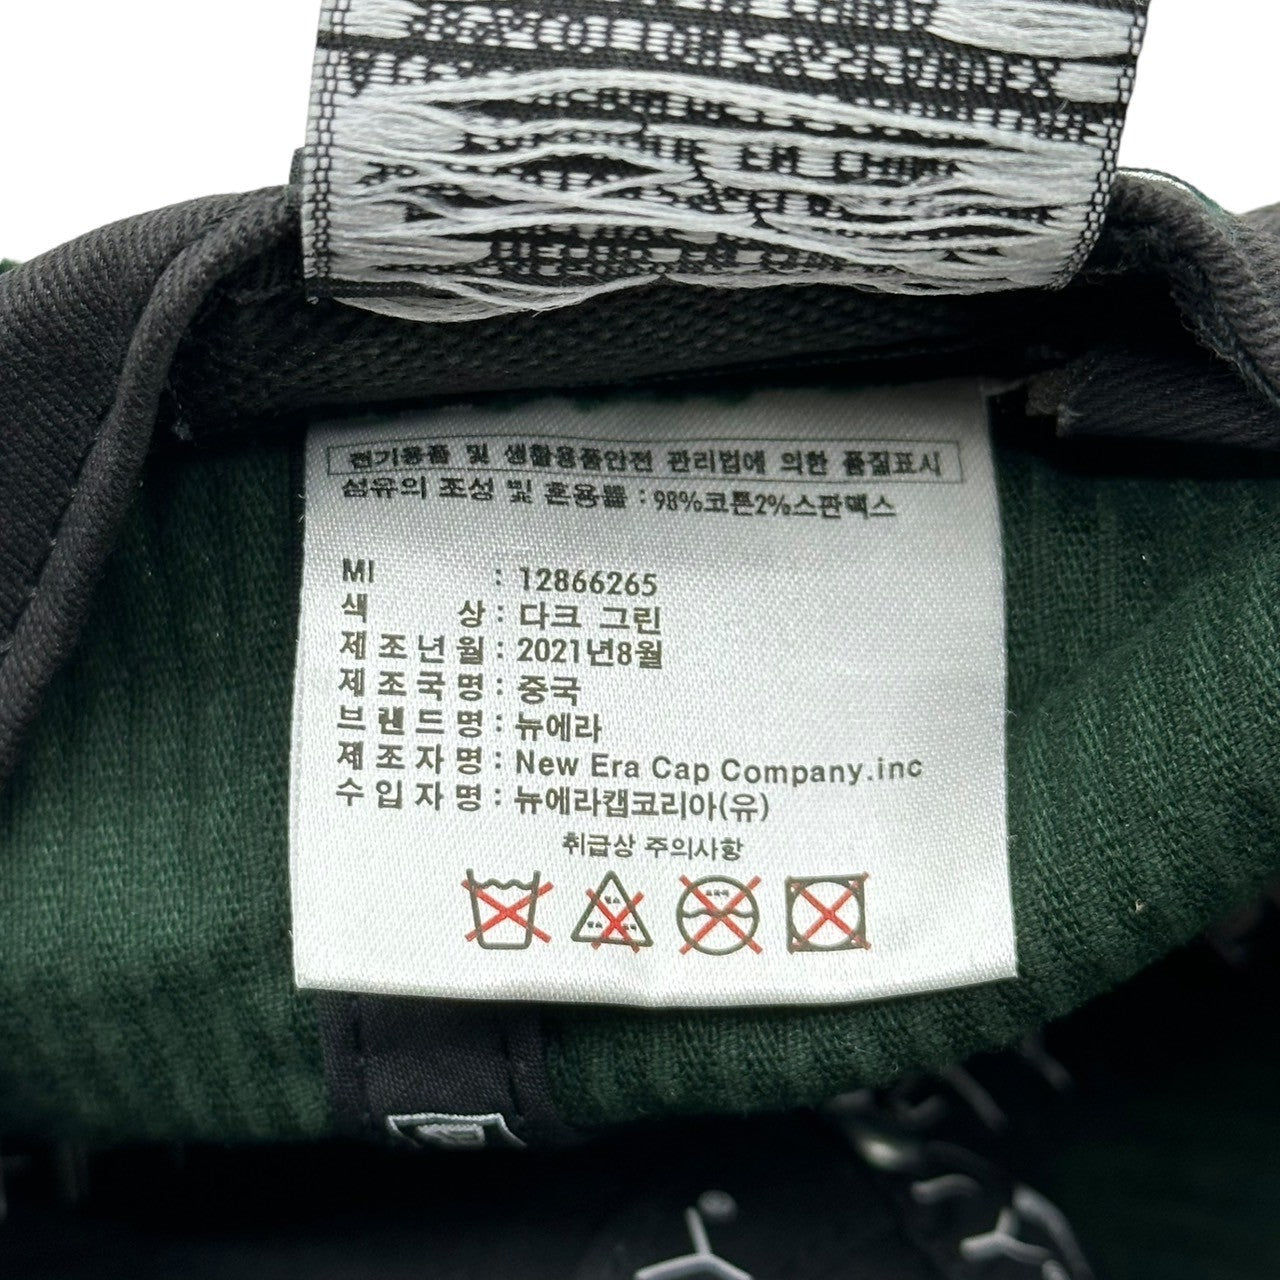 전기용품 및 생활용품안전 관리법에 의한 품질표시
섬유의 조성 및 혼용률 : 98%코튼2%스판덱스
MI : 12866265
색 상 : 다크 그린
제 조 년 월 : 2021년8월
제 조 국 명 : 중국
브 랜 드 명 : 뉴에라
제 조 자 명 : New Era Cap Company.inc
수 입 자 명 : 뉴에라캡코리아(유)
취급상 주의사항